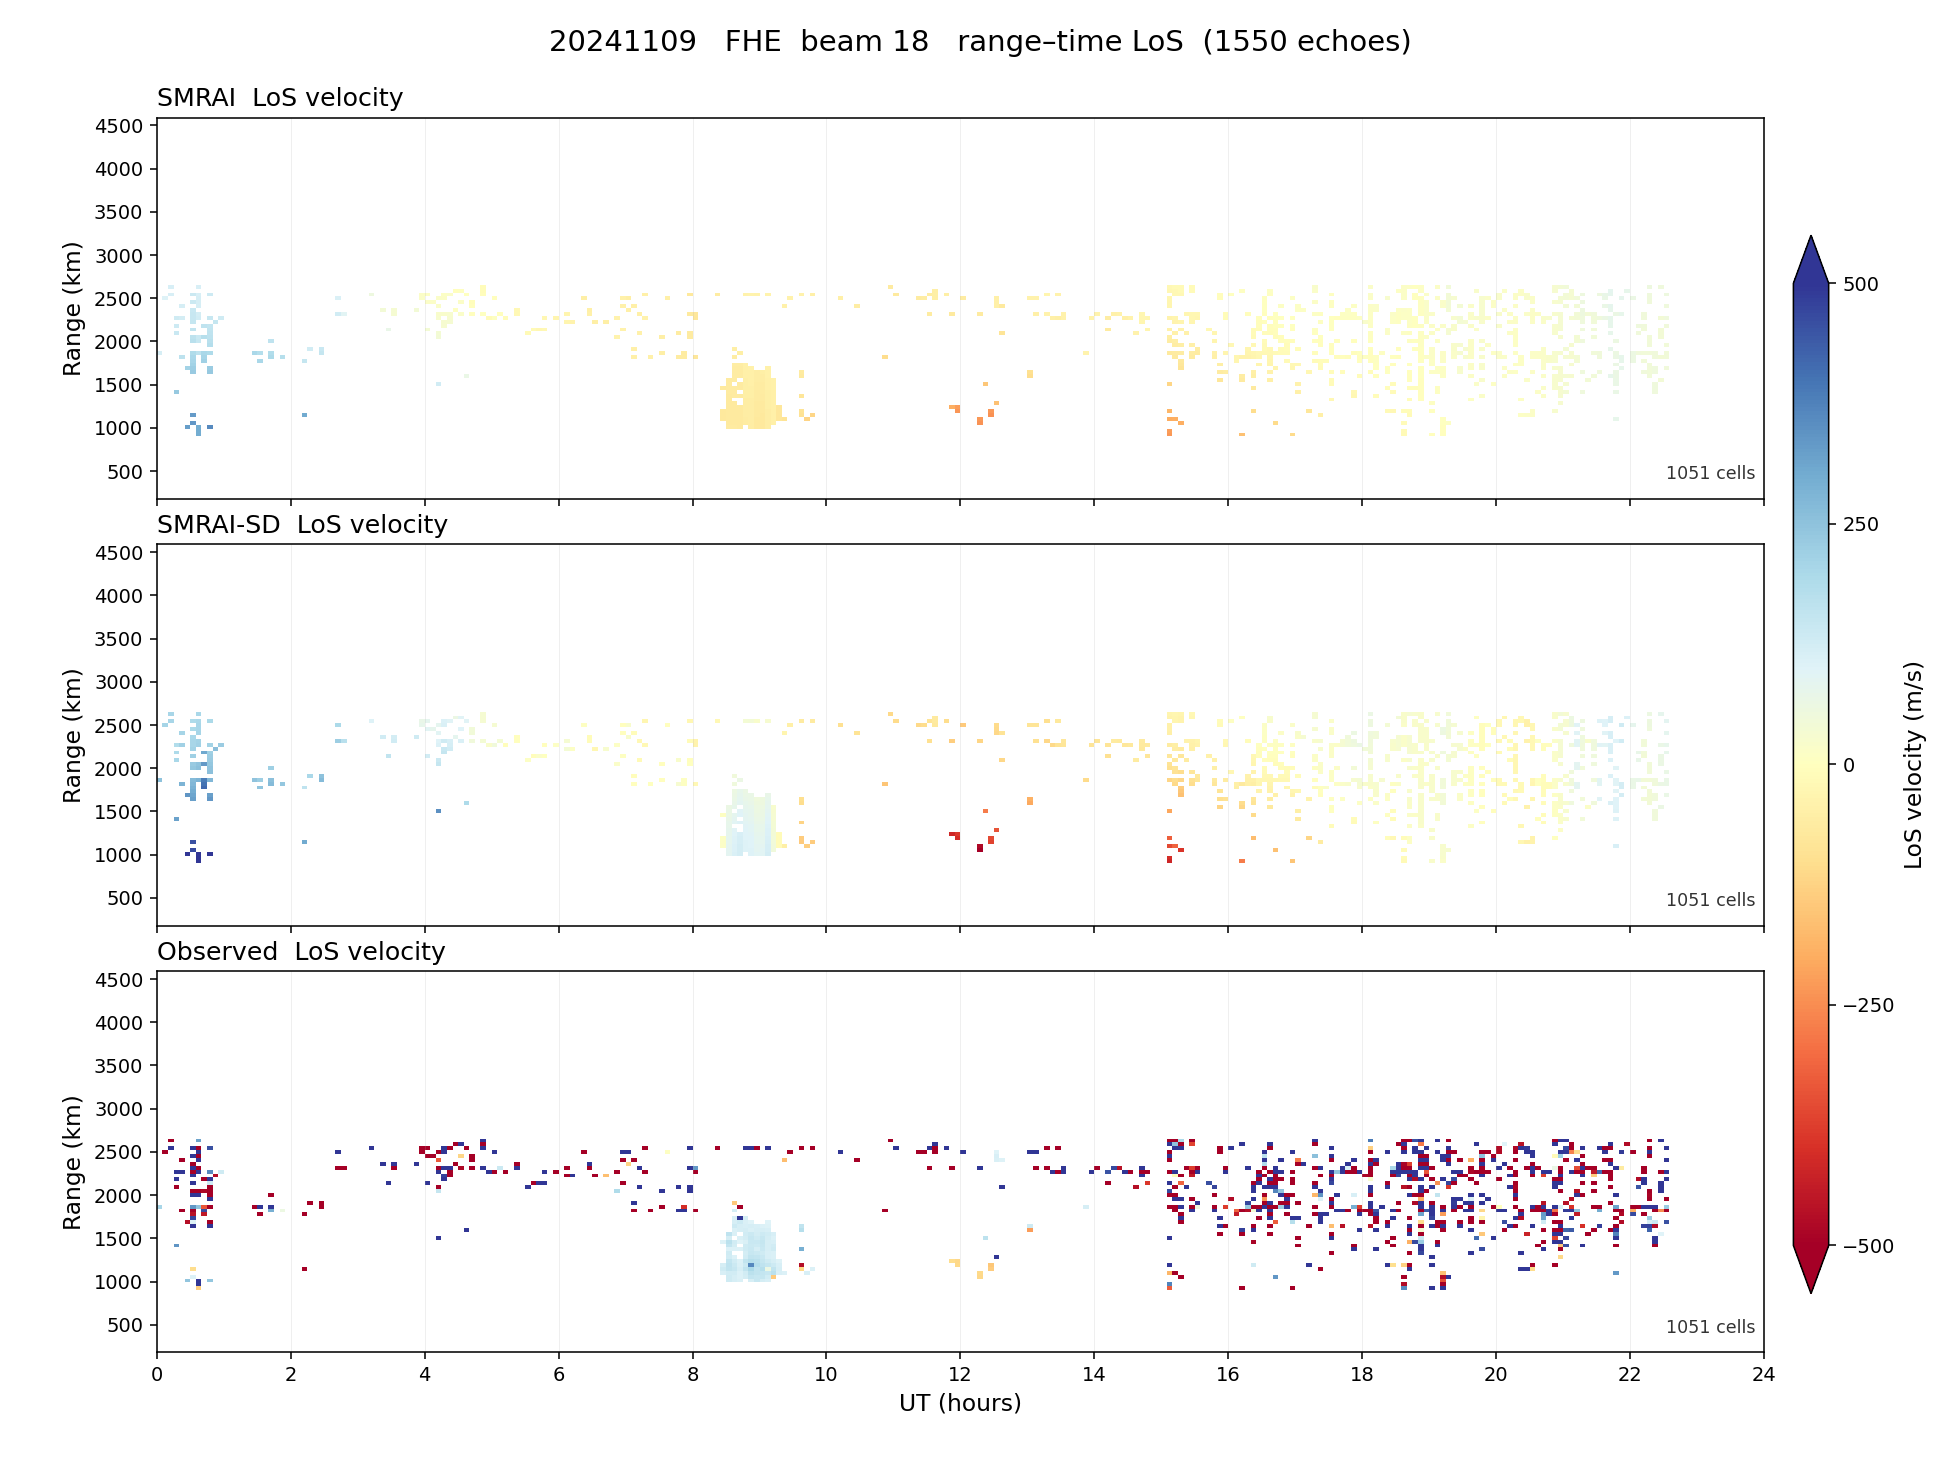 20241109   FHE  beam 18   range–time LoS  (1550 echoes)
SMRAI  LoS velocity
4500
4000
3500
3000
2500
2000
1500
1000
500
Range (km)
1051 cells
SMRAI-SD  LoS velocity
4500
4000
3500
3000
2500
2000
1500
1000
500
Range (km)
1051 cells
Observed  LoS velocity
4500
4000
3500
3000
2500
2000
1500
1000
500
Range (km)
1051 cells
0 2 4 6 8 10 12 14 16 18 20 22 24
UT (hours)
500
250
0
−250
−500
LoS velocity (m/s)